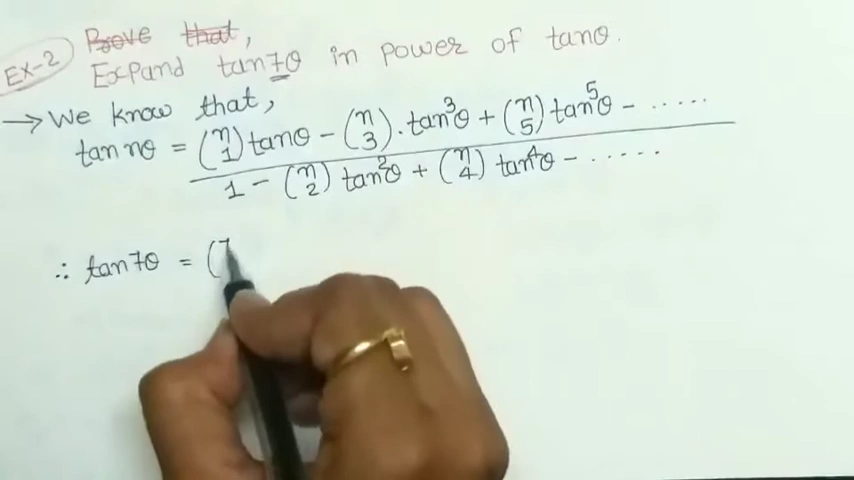 Prove that,
EX-2 Expand tan7θ in power of tanθ.
→ We know that,
tan nθ = (n 1) tanθ - (n 3) . tan³θ + (n 5) tan⁵θ - .....
1 - (n 2) tan²θ + (n 4) tan⁴θ - ......
∴ tan7θ = (7